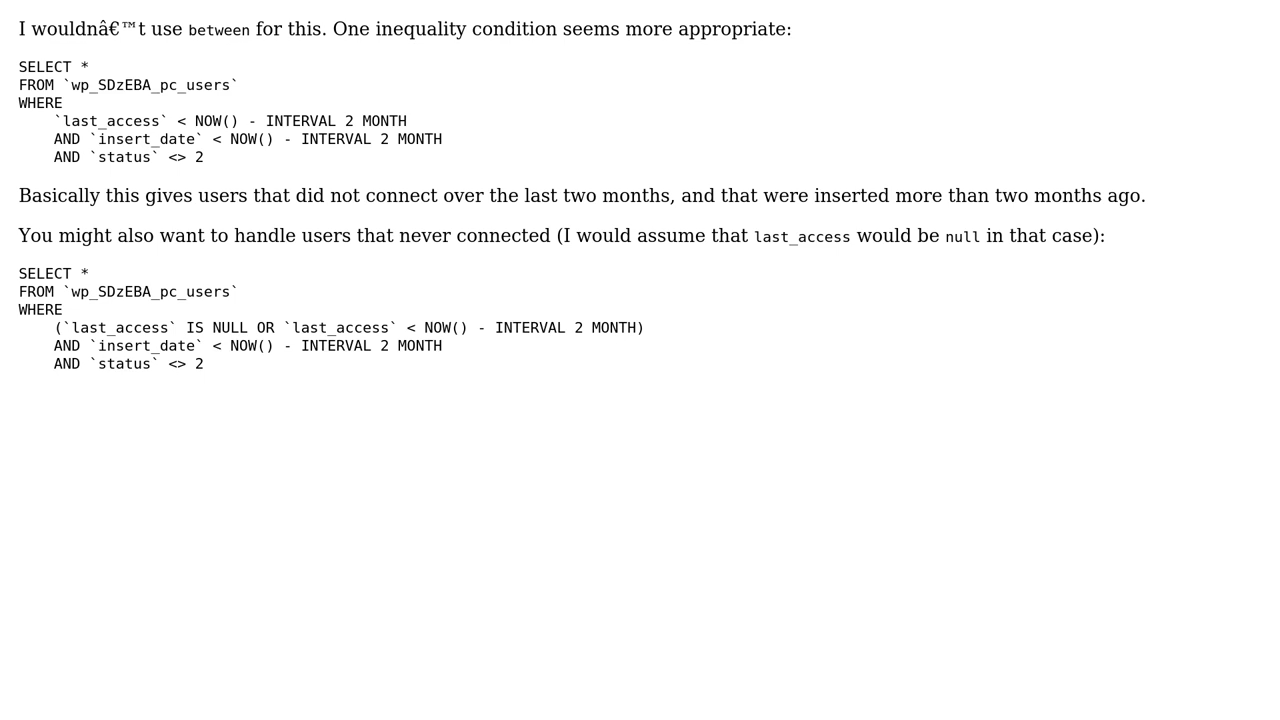 I wouldnâ€™t use between for this. One inequality condition seems more appropriate:
SELECT *
FROM `wp_SDzEBA_pc_users`
WHERE
    `last_access` < NOW() - INTERVAL 2 MONTH
    AND `insert_date` < NOW() - INTERVAL 2 MONTH
    AND `status` <> 2
Basically this gives users that did not connect over the last two months, and that were inserted more than two months ago.
You might also want to handle users that never connected (I would assume that last_access would be null in that case):
SELECT *
FROM `wp_SDzEBA_pc_users`
WHERE
    (`last_access` IS NULL OR `last_access` < NOW() - INTERVAL 2 MONTH)
    AND `insert_date` < NOW() - INTERVAL 2 MONTH
    AND `status` <> 2